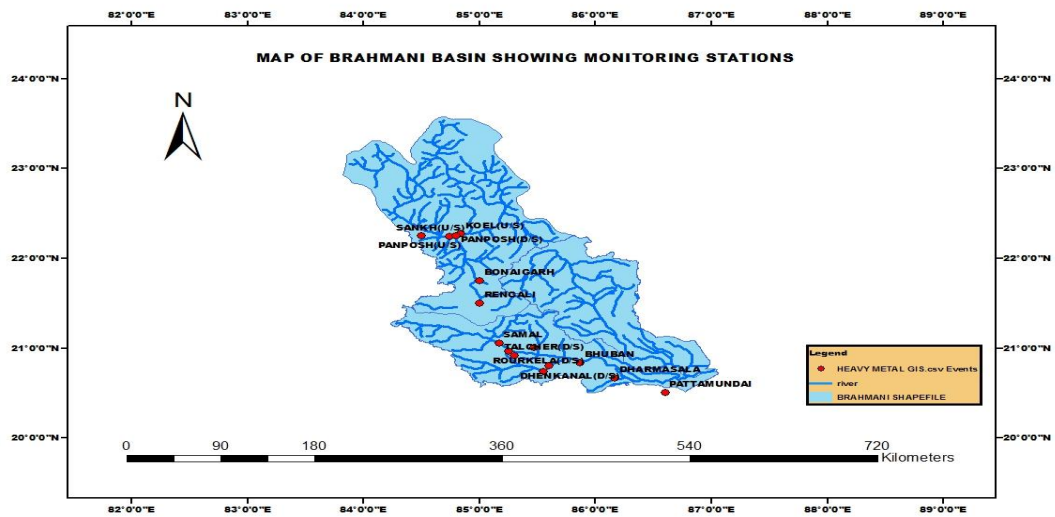 82°0'0"E 83°0'0"E 84°0'0"E 85°0'0"E 86°0'0"E 87°0'0"E 88°0'0"E 89°0'0"E
MAP OF BRAHMANI BASIN SHOWING MONITORING STATIONS
24°0'0"N 24°0'0"N
N
23°0'0"N 23°0'0"N
SANKH(U/S) KOEL(U/S)
PANPOSH(U/S) PANPOSH(D/S)
22°0'0"N 22°0'0"N
BONAIGARH
RENGALI
SAMAL
21°0'0"N 21°0'0"N
TALCHER(D/S)
BHUBAN
ROURKELA(D/S)
DHENKANAL(D/S) DHARMASALA
PATTAMUNDAI
Legend
HEAVY METAL GIS.csv Events
river
BRAHMANI SHAPEFILE
20°0'0"N 20°0'0"N
0 90 180 360 540 720
Kilometers
82°0'0"E 83°0'0"E 84°0'0"E 85°0'0"E 86°0'0"E 87°0'0"E 88°0'0"E 89°0'0"E